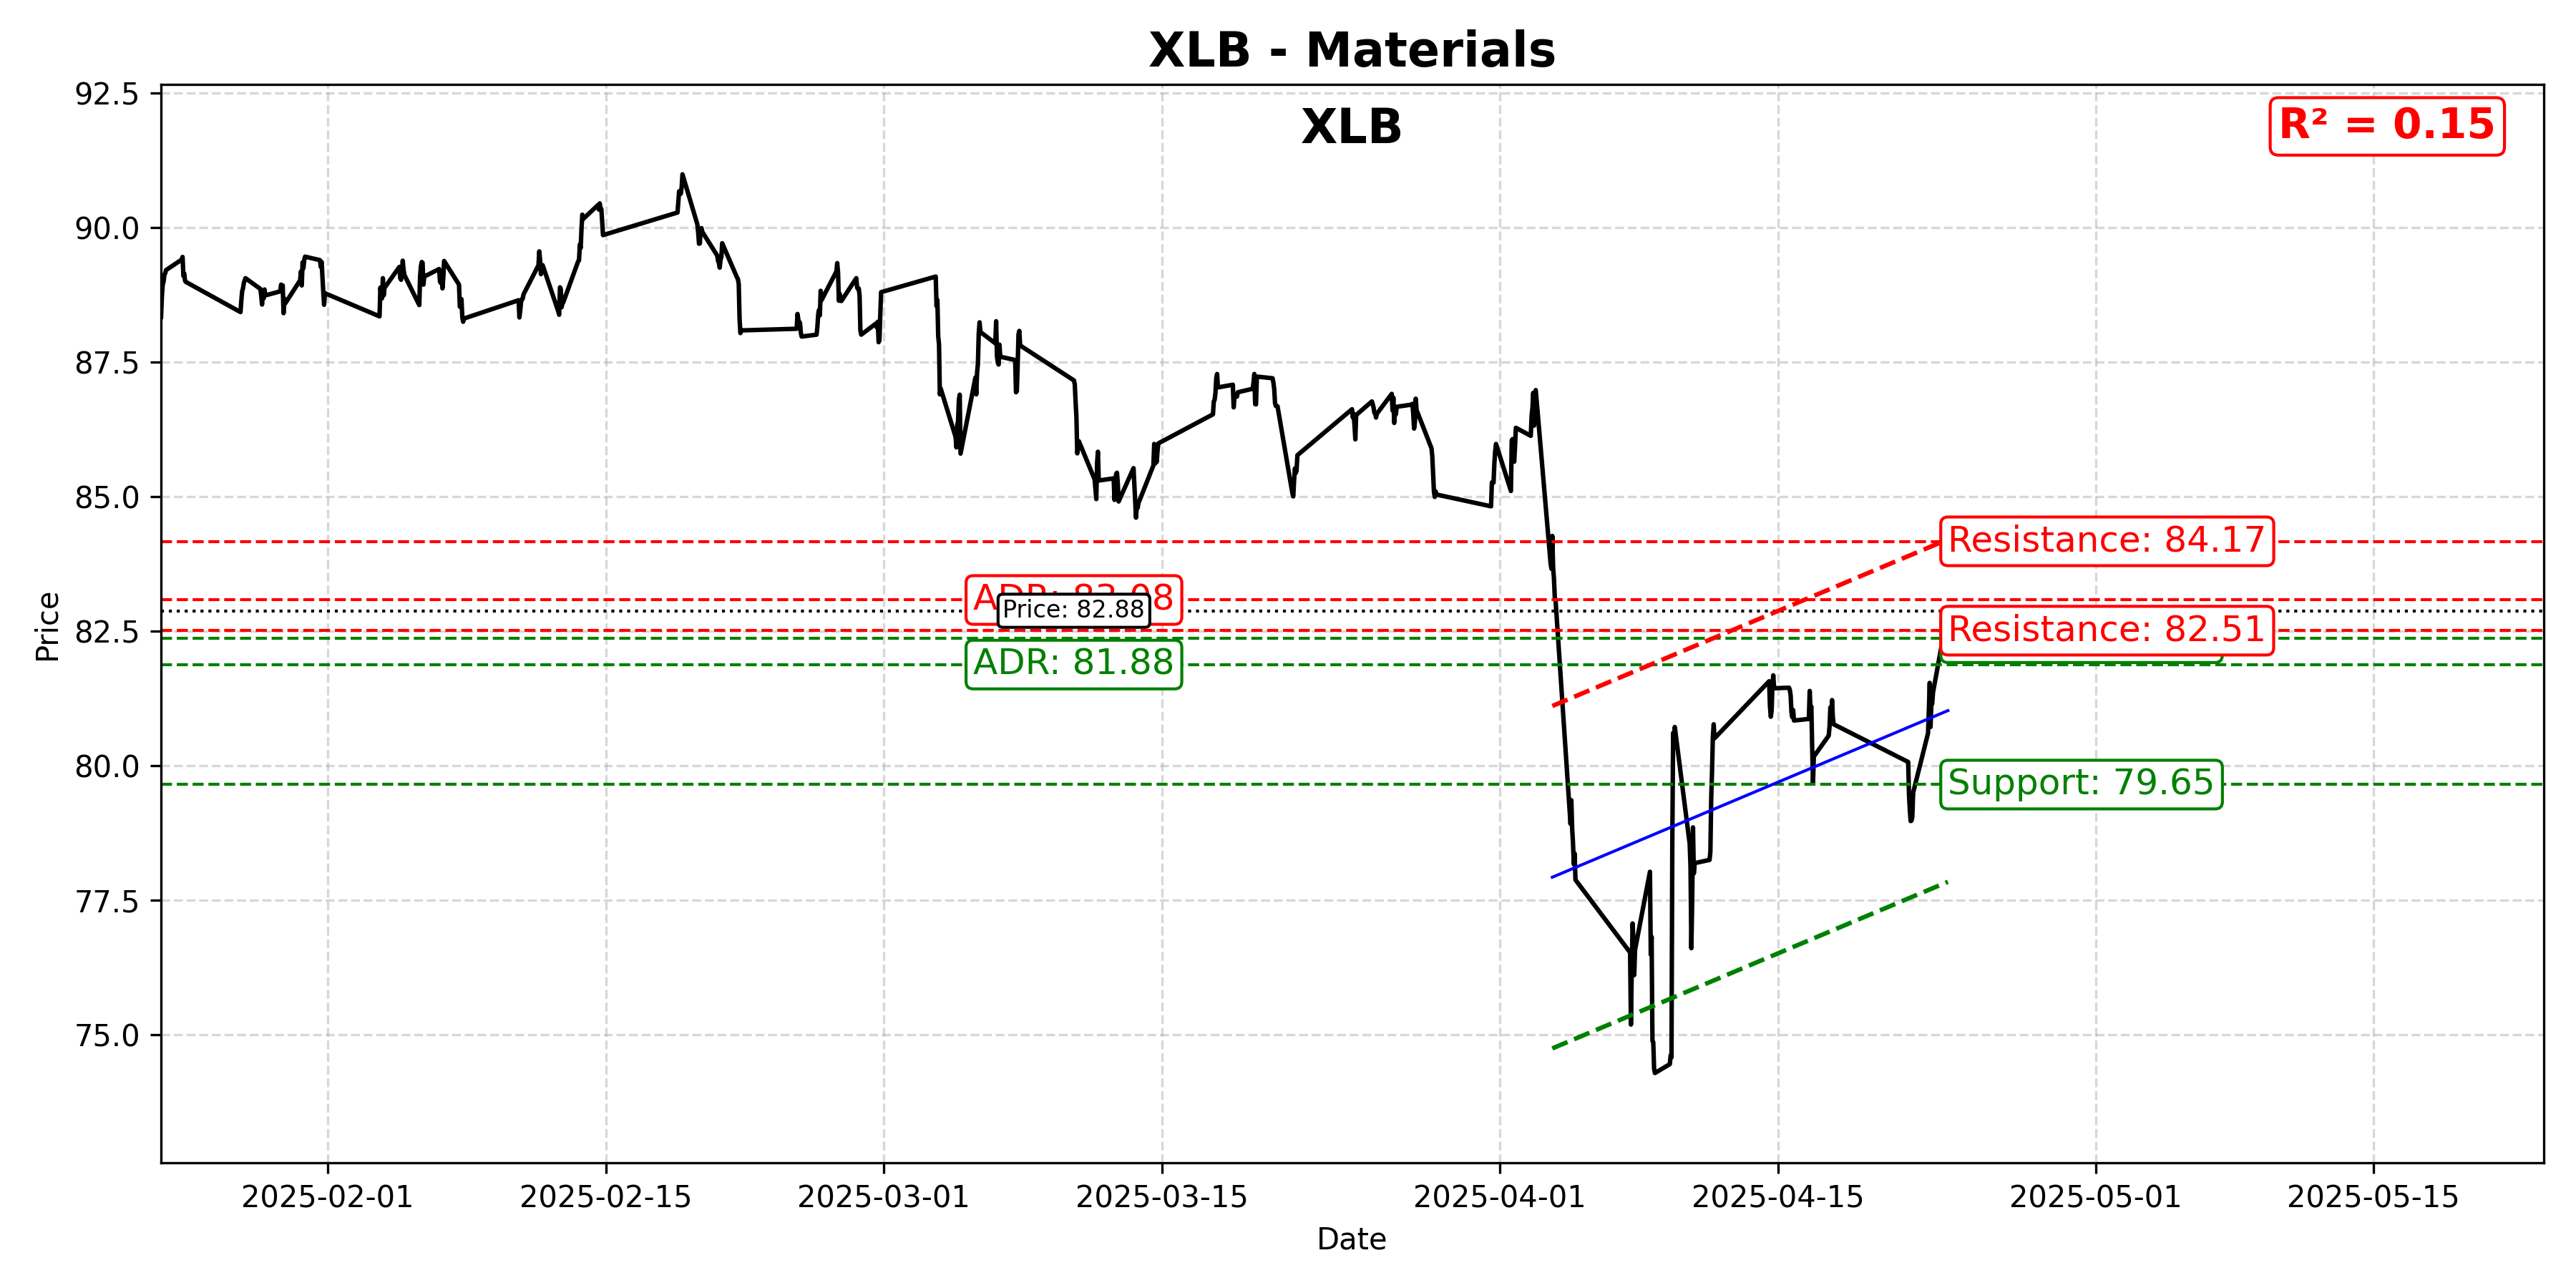 XLB - Materials
XLB
R² = 0.15
92.5
90.0
87.5
85.0
82.5
80.0
77.5
75.0
Price
Resistance: 84.17
Price: 82.88
Resistance: 82.51
ADR: 81.88
Support: 79.65
2025-02-01
2025-02-15
2025-03-01
2025-03-15
2025-04-01
2025-04-15
2025-05-01
2025-05-15
Date